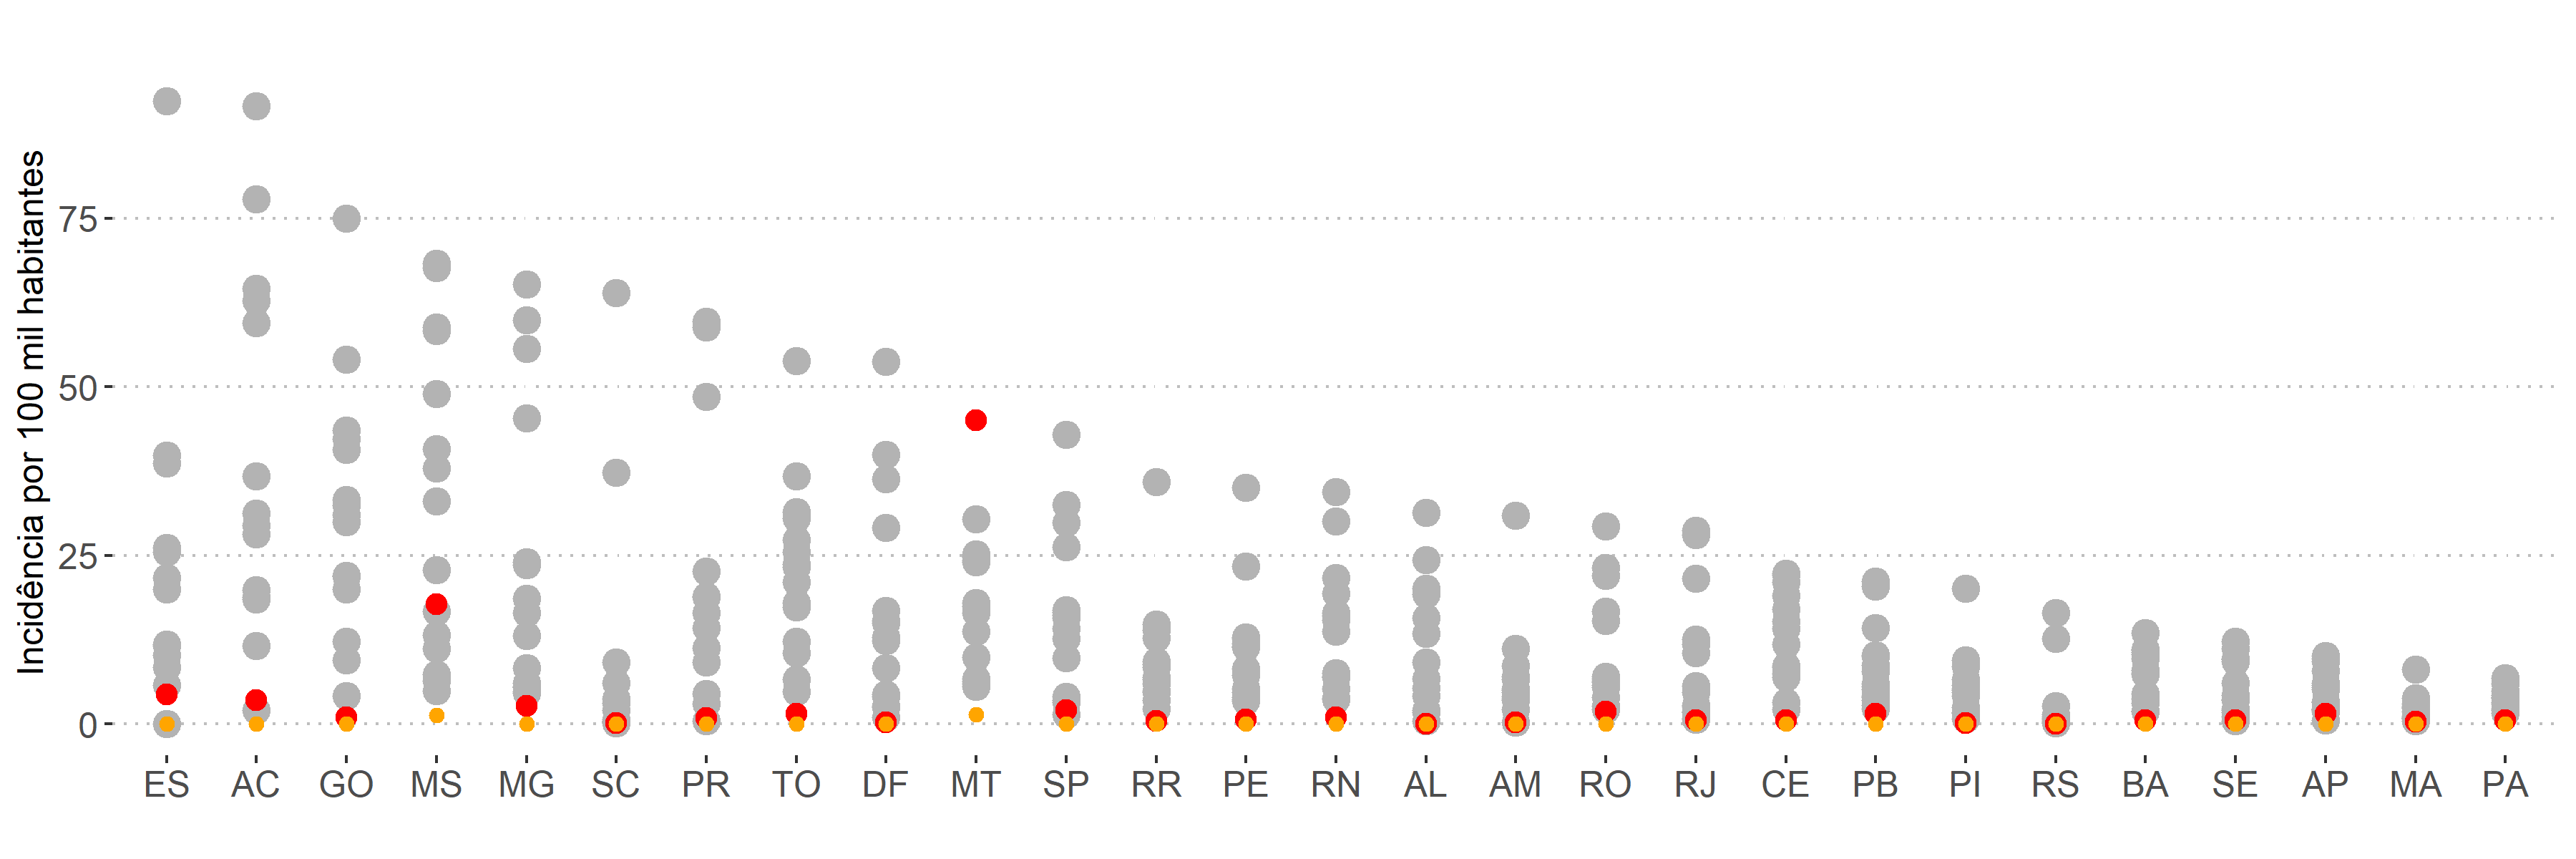 Incidência por 100 mil habitantes
75
50
25
0
ES AC GO MS MG SC PR TO DF MT SP RR PE RN AL AM RO RJ CE PB PI RS BA SE AP MA PA